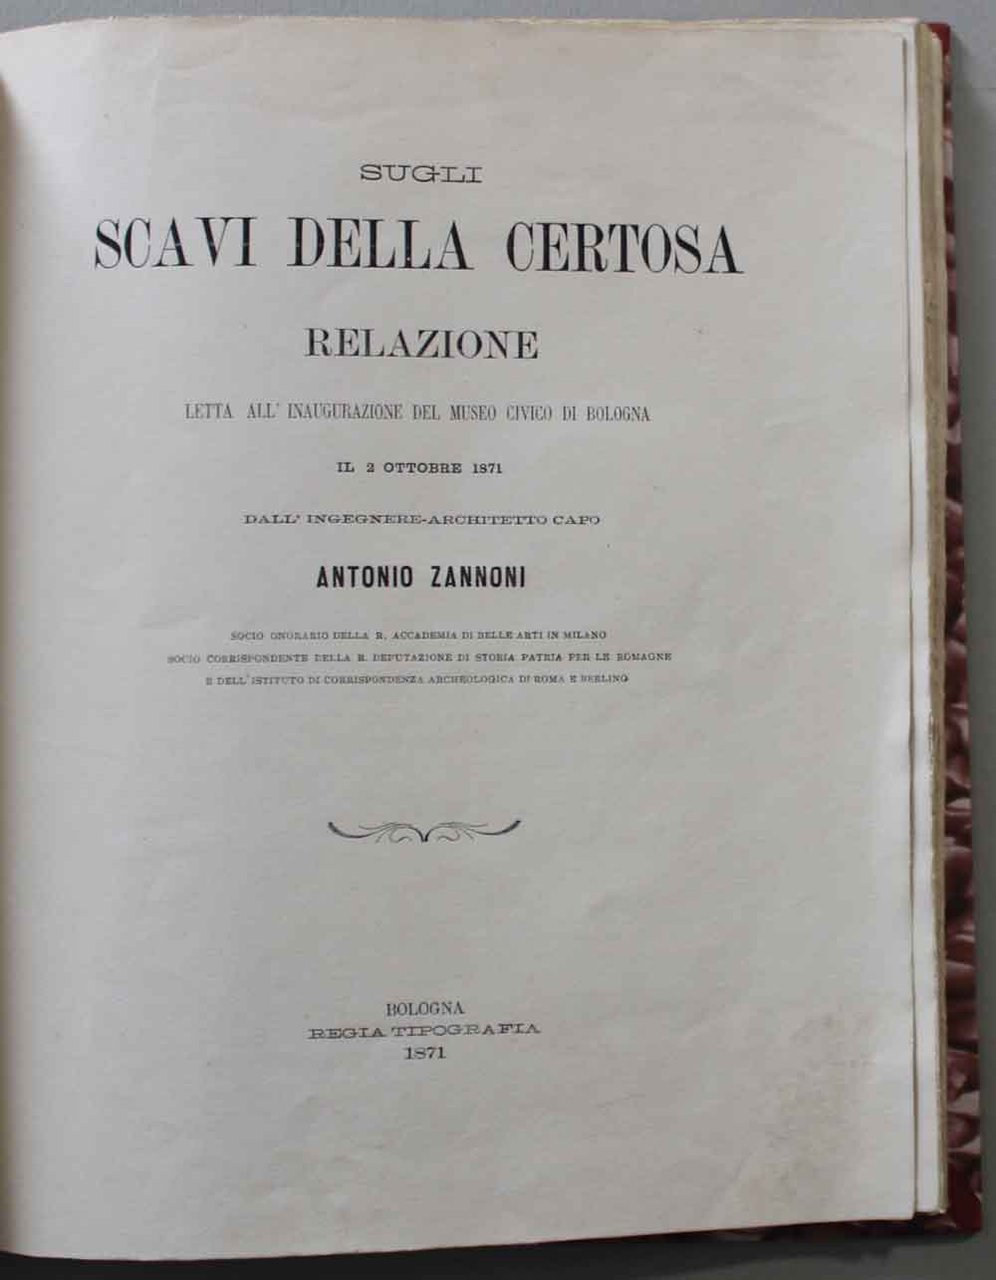 SUGLI
SCAVI DELLA CERTOSA
RELAZIONE
LETTA ALL' INAUGURAZIONE DEL MUSEO CIVICO DI BOLOGNA
IL 2 OTTOBRE 1871
DALL' INGEGNERE-ARCHITETTO CAPO
ANTONIO ZANNONI
SOCIO ONORARIO DELLA R. ACCADEMIA DI BELLE ARTI IN MILANO
SOCIO CORRISPONDENTE DELLA R. DEPUTAZIONE DI STORIA PATRIA PER LE ROMAGNE
E DELL'ISTITUTO DI CORRISPONDENZA ARCHEOLOGICA DI ROMA E BERLINO
BOLOGNA
REGIA TIPOGRAFIA
1871